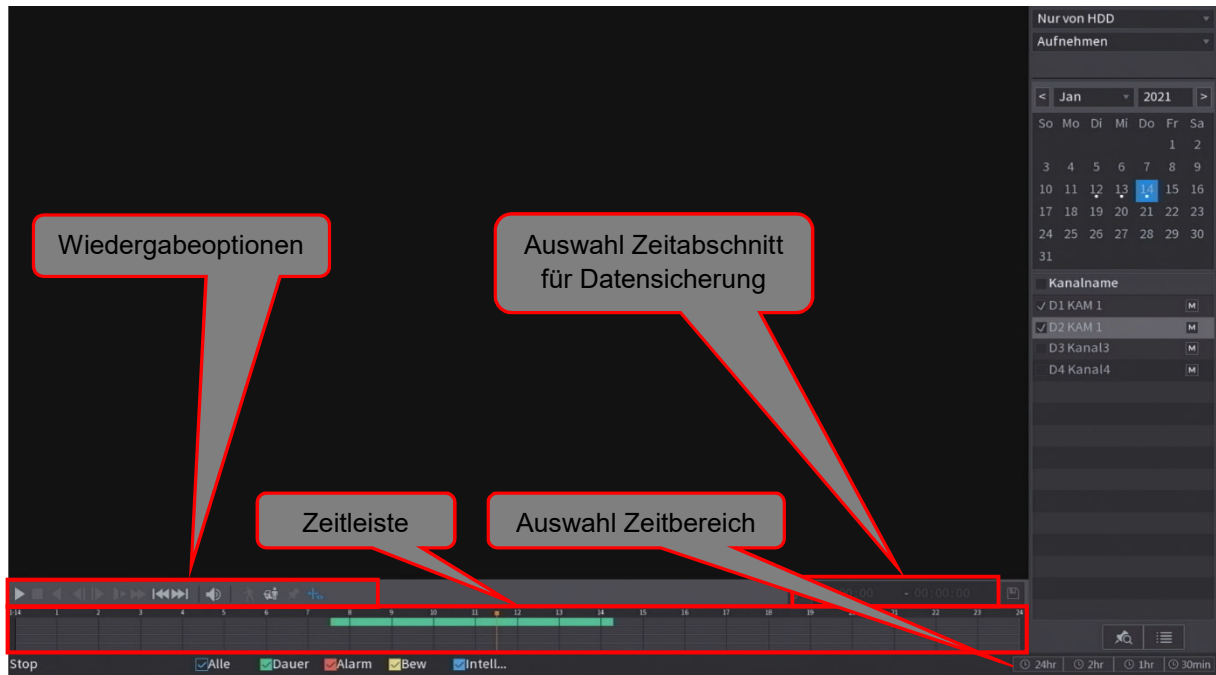 Nur von HDD
Aufnehmen
< Jan 2021 >
So Mo Di Mi Do Fr Sa
1 2
3 4 5 6 7 8 9
10 11 12 13 14 15 16
17 18 19 20 21 22 23
24 25 26 27 28 29 30
31
Kanalname
D1 KAM 1 M
D2 KAM 1 M
D3 Kanal3 M
D4 Kanal4 M
Wiedergabeoptionen
Auswahl Zeitabschnitt
für Datensicherung
Zeitleiste
Auswahl Zeitbereich
- 00:00:00
1 2 3 4 5 6 7 8 9 10 11 12 13 14 15 16 17 18 19 20 21 22 23 24
Stop Alle Dauer Alarm Bew Intell...
24hr 2hr 1hr 30min